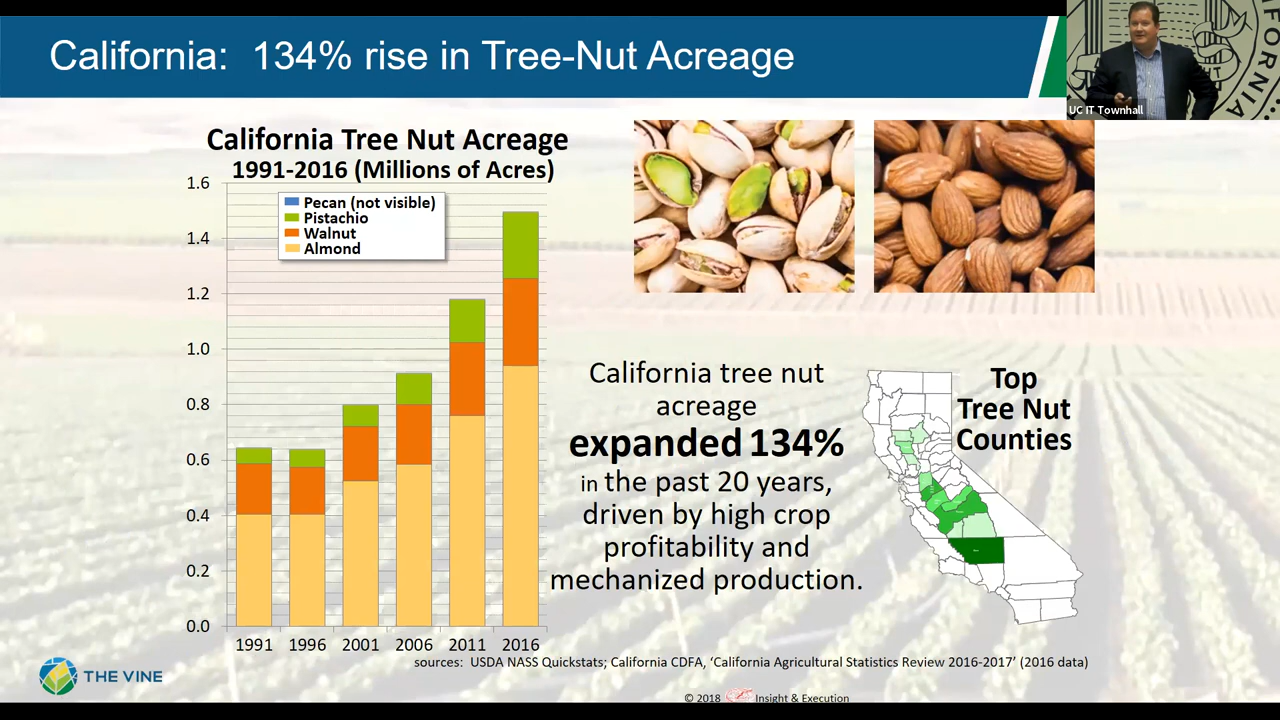 California: 134% rise in Tree-Nut Acreage
UC IT Townhall
California Tree Nut Acreage
1991-2016 (Millions of Acres)
1.6
1.4
1.2
1.0
0.8
0.6
0.4
0.2
0.0
Pecan (not visible)
Pistachio
Walnut
Almond
1991 1996 2001 2006 2011 2016
California tree nut
acreage
expanded 134%
in the past 20 years,
driven by high crop
profitability and
mechanized production.
Top
Tree Nut
Counties
sources: USDA NASS Quickstats; California CDFA, ‘California Agricultural Statistics Review 2016-2017’ (2016 data)
THE VINE
© 2018 Insight & Execution